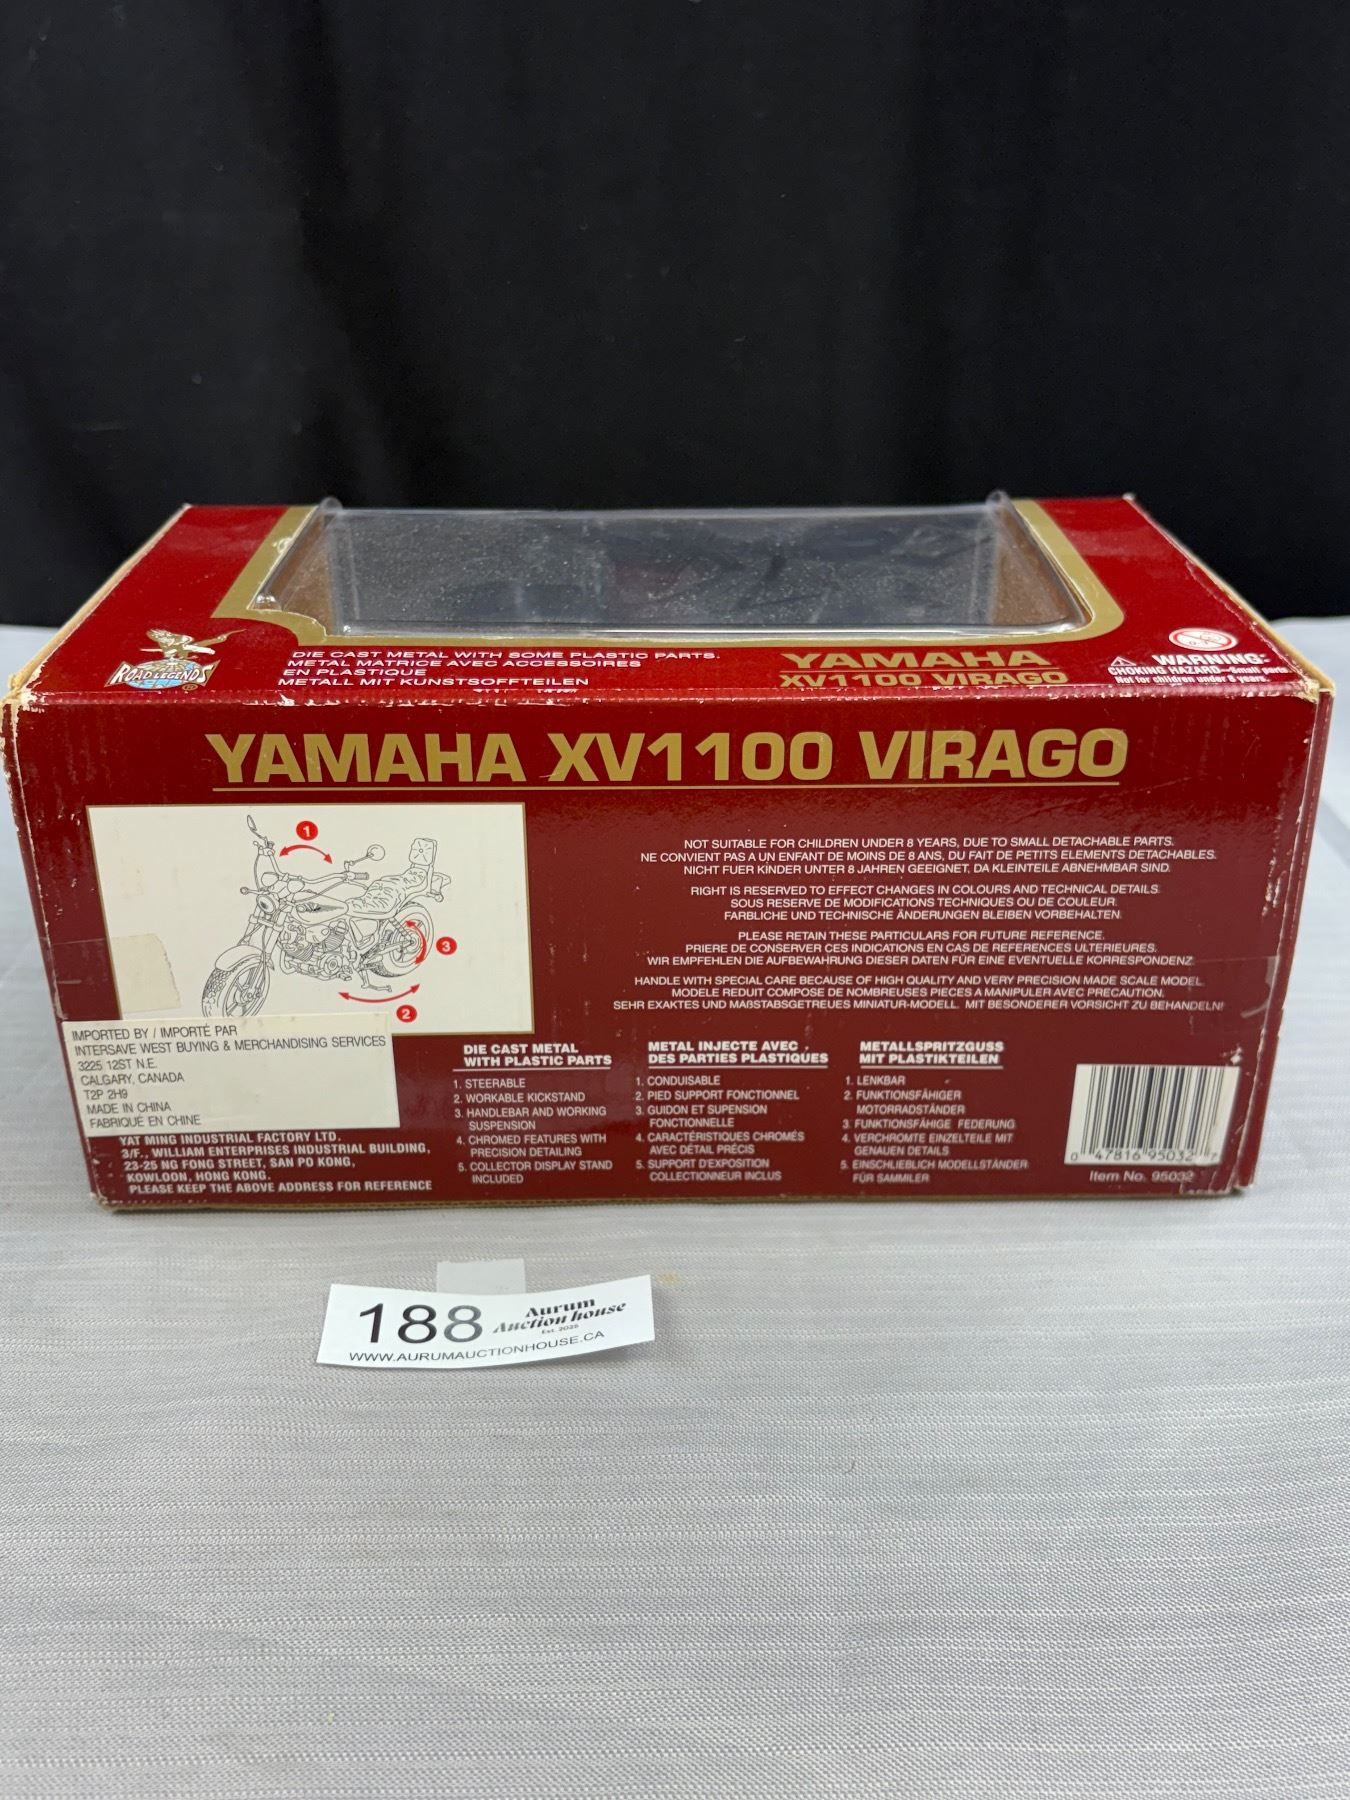 ROAD LEGENDS®
DIE CAST METAL WITH SOME PLASTIC PARTS.
METAL MATRICE AVEC ACCESSOIRES
EN PLASTIQUE
METALL MIT KUNSTSOFFTEILEN
YAMAHA
XV1100 VIRAGO
WARNING:
CHOKING HAZARD—Small parts
Not for children under 8 years.
YAMAHA XV1100 VIRAGO
1
3
2
NOT SUITABLE FOR CHILDREN UNDER 8 YEARS, DUE TO SMALL DETACHABLE PARTS.
NE CONVIENT PAS A UN ENFANT DE MOINS DE 8 ANS, DU FAIT DE PETITS ELEMENTS DETACHABLES.
NICHT FUER KINDER UNTER 8 JAHREN GEEIGNET, DA KLEINTEILE ABNEHMBAR SIND.
RIGHT IS RESERVED TO EFFECT CHANGES IN COLOURS AND TECHNICAL DETAILS.
SOUS RESERVE DE MODIFICATIONS TECHNIQUES OU DE COULEUR.
FARBLICHE UND TECHNISCHE ÄNDERUNGEN BLEIBEN VORBEHALTEN.
PLEASE RETAIN THESE PARTICULARS FOR FUTURE REFERENCE.
PRIERE DE CONSERVER CES INDICATIONS EN CAS DE REFERENCES ULTERIEURES.
WIR EMPFEHLEN DIE AUFBEWAHRUNG DIESER DATEN FÜR EINE EVENTUELLE KORRESPONDENZ.
HANDLE WITH SPECIAL CARE BECAUSE OF HIGH QUALITY AND VERY PRECISION MADE SCALE MODEL.
MODELE REDUIT COMPOSE DE NOMBREUSES PIECES A MANIPULER AVEC PRECAUTION.
SEHR EXAKTES UND MAßSTABSGETREUES MINIATUR-MODELL. MIT BESONDERER VORSICHT ZU BEHANDELN!
IMPORTED BY / IMPORTÉ PAR
INTERSAVE WEST BUYING & MERCHANDISING SERVICES
3225 12ST N.E.
CALGARY, CANADA
T2P 2H9
MADE IN CHINA
FABRIQUE EN CHINE
YAT MING INDUSTRIAL FACTORY LTD.
3/F., WILLIAM ENTERPRISES INDUSTRIAL BUILDING,
23-25 NG FONG STREET, SAN PO KONG,
KOWLOON, HONG KONG.
PLEASE KEEP THE ABOVE ADDRESS FOR REFERENCE
DIE CAST METAL
WITH PLASTIC PARTS
1. STEERABLE
2. WORKABLE KICKSTAND
3. HANDLEBAR AND WORKING
SUSPENSION
4. CHROMED FEATURES WITH
PRECISION DETAILING
5. COLLECTOR DISPLAY STAND
INCLUDED
METAL INJECTE AVEC
DES PARTIES PLASTIQUES
1. CONDUISABLE
2. PIED SUPPORT FONCTIONNEL
3. GUIDON ET SUPENSION
FONCTIONNELLE
4. CARACTÉRISTIQUES CHROMÉS
AVEC DÉTAIL PRÉCIS
5. SUPPORT D'EXPOSITION
COLLECTIONNEUR INCLUS
METALLSPRITZGUSS
MIT PLASTIKTEILEN
1. LENKBAR
2. FUNKTIONSFÄHIGER
MOTORRADSTÄNDER
3. FUNKTIONSFÄHIGE FEDERUNG
4. VERCHROMTE EINZELTEILE MIT
GENAUEN DETAILS
5. EINSCHLIEBLICH MODELLSTÄNDER
FÜR SAMMLER
0 47816 95032 7
Item No. 95032
188 Aurum
Auction house
Est. 2025
WWW.AURUMAUCTIONHOUSE.CA